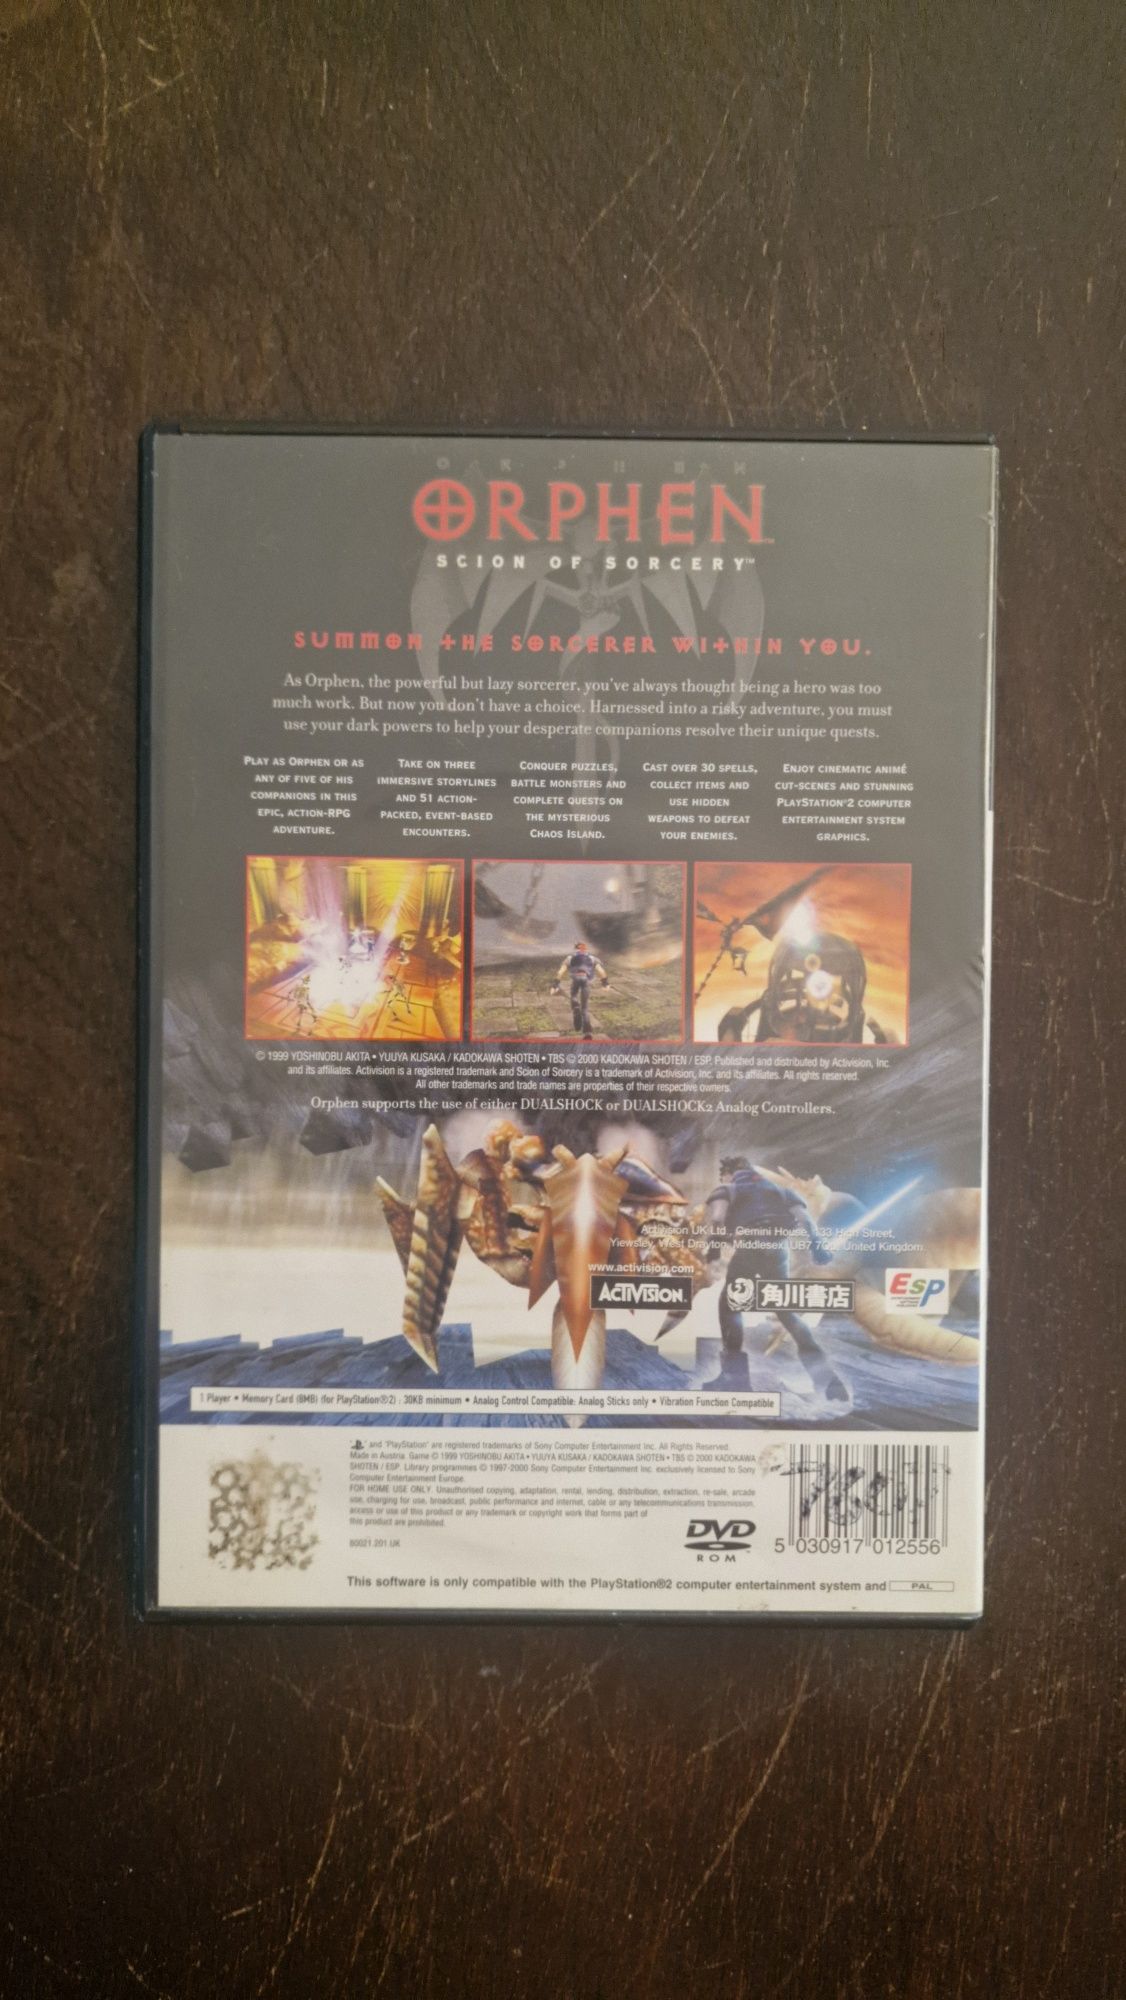 ORPHEN™
SCION OF SORCERY™
SUMMON THE SORCERER WITHIN YOU.
As Orphen, the powerful but lazy sorcerer, you've always thought being a hero was too
much work. But now you don't have a choice. Harnessed into a risky adventure, you must
use your dark powers to help your desperate companions resolve their unique quests.
PLAY AS ORPHEN OR AS
ANY OF FIVE OF HIS
COMPANIONS IN THIS
EPIC, ACTION-RPG
ADVENTURE.
TAKE ON THREE
IMMERSIVE STORYLINES
AND 51 ACTION-
PACKED, EVENT-BASED
ENCOUNTERS.
CONQUER PUZZLES,
BATTLE MONSTERS AND
COMPLETE QUESTS ON
THE MYSTERIOUS
CHAOS ISLAND.
CAST OVER 30 SPELLS,
COLLECT ITEMS AND
USE HIDDEN
WEAPONS TO DEFEAT
YOUR ENEMIES.
ENJOY CINEMATIC ANIMÉ
CUT-SCENES AND STUNNING
PLAYSTATION®2 COMPUTER
ENTERTAINMENT SYSTEM
GRAPHICS.
© 1999 YOSHINOBU AKITA • YUUYA KUSAKA / KADOKAWA SHOTEN • TBS © 2000 KADOKAWA SHOTEN / ESP. Published and distributed by Activision, Inc.
and its affiliates. Activision is a registered trademark and Scion of Sorcery is a trademark of Activision, Inc. and its affiliates. All rights reserved.
All other trademarks and trade names are properties of their respective owners.
Orphen supports the use of either DUALSHOCK or DUALSHOCK2 Analog Controllers.
Activision UK Ltd., Gemini House, 133 High Street,
Yiewsley, West Drayton, Middlesex, UB7 United Kingdom.
www.activision.com
ACTIVISION.
角川書店
ESP
1 Player • Memory Card (8MB) (for PlayStation®2) : 30KB minimum • Analog Control Compatible: Analog Sticks only • Vibration Function Compatible
" " and "PlayStation" are registered trademarks of Sony Computer Entertainment Inc. All Rights Reserved.
Made in Austria. Game © 1999 YOSHINOBU AKITA • YUUYA KUSAKA / KADOKAWA SHOTEN • TBS © 2000 KADOKAWA
SHOTEN / ESP. Library programmes © 1997-2000 Sony Computer Entertainment Inc. exclusively licensed to Sony
Computer Entertainment Europe.
FOR HOME USE ONLY. Unauthorised copying, adaptation, rental, lending, distribution, extraction, re-sale, arcade
use, charging for use, broadcast, public performance and internet, cable or any telecommunications transmission,
access or use of this product or any trademark or copyright work that forms part of
this product are prohibited.
80021.201.UK
DVD
ROM
5 030917 012556
This software is only compatible with the PlayStation®2 computer entertainment system and PAL